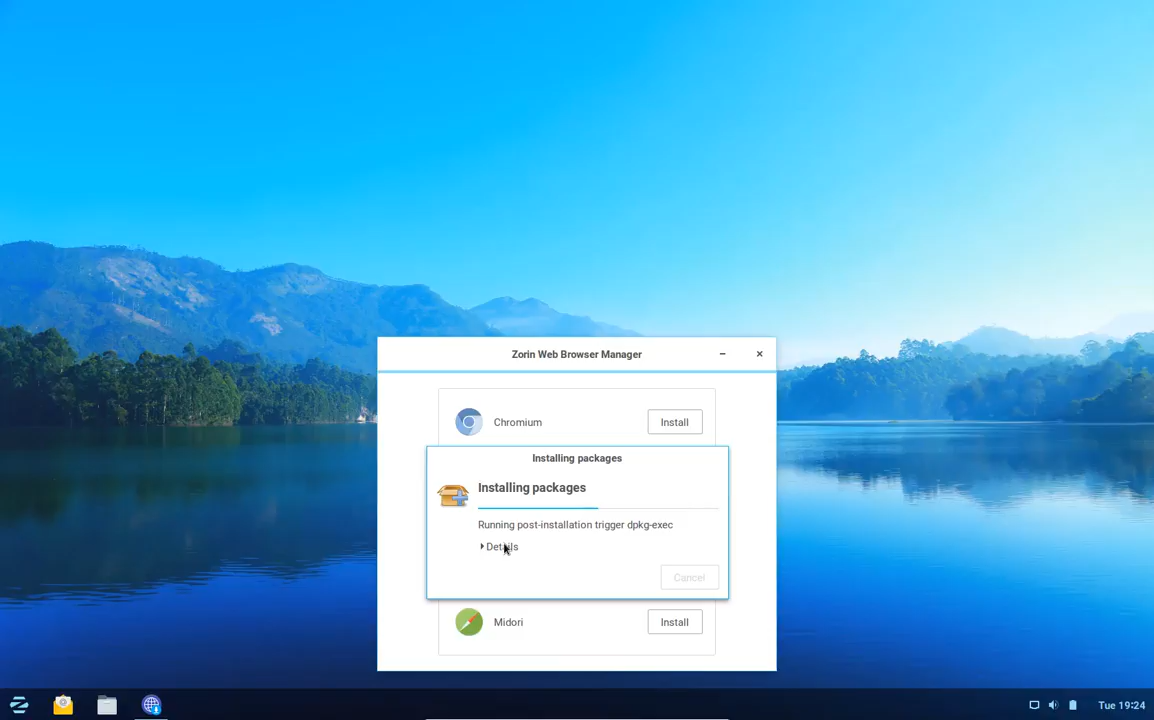 Zorin Web Browser Manager
Chromium
Install
Installing packages
Installing packages
Running post-installation trigger dpkg-exec
Details
Cancel
Midori
Install
Tue 19:24